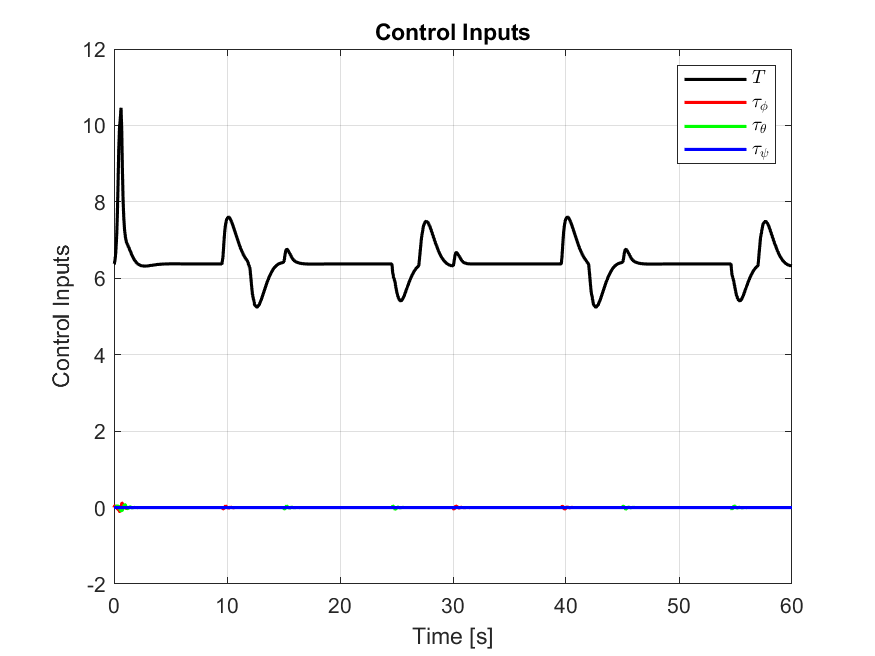 Control Inputs
12
10
8
6
4
2
0
-2
Control Inputs
T
τϕ
τθ
τψ
0 10 20 30 40 50 60
Time [s]